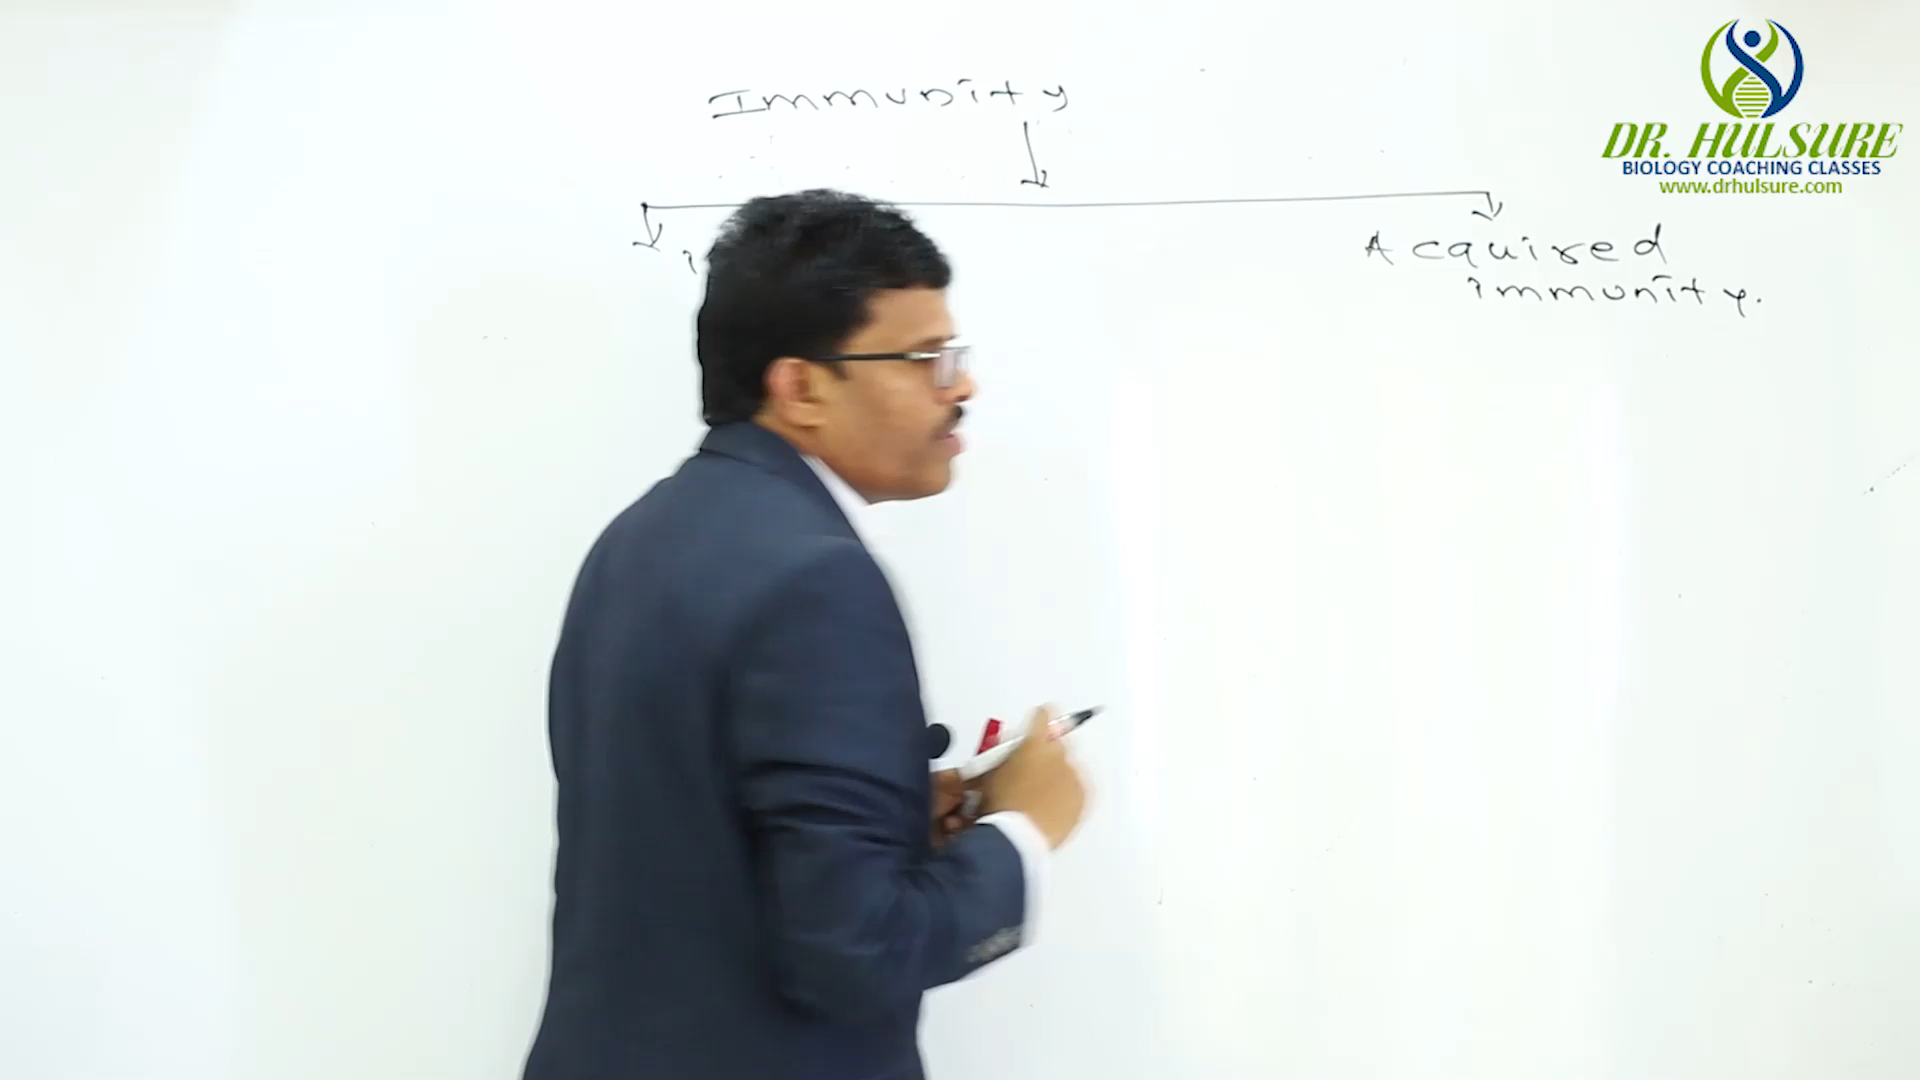 Immunity
Acquired
immunity.
DR. HULSURE
BIOLOGY COACHING CLASSES
www.drhulsure.com